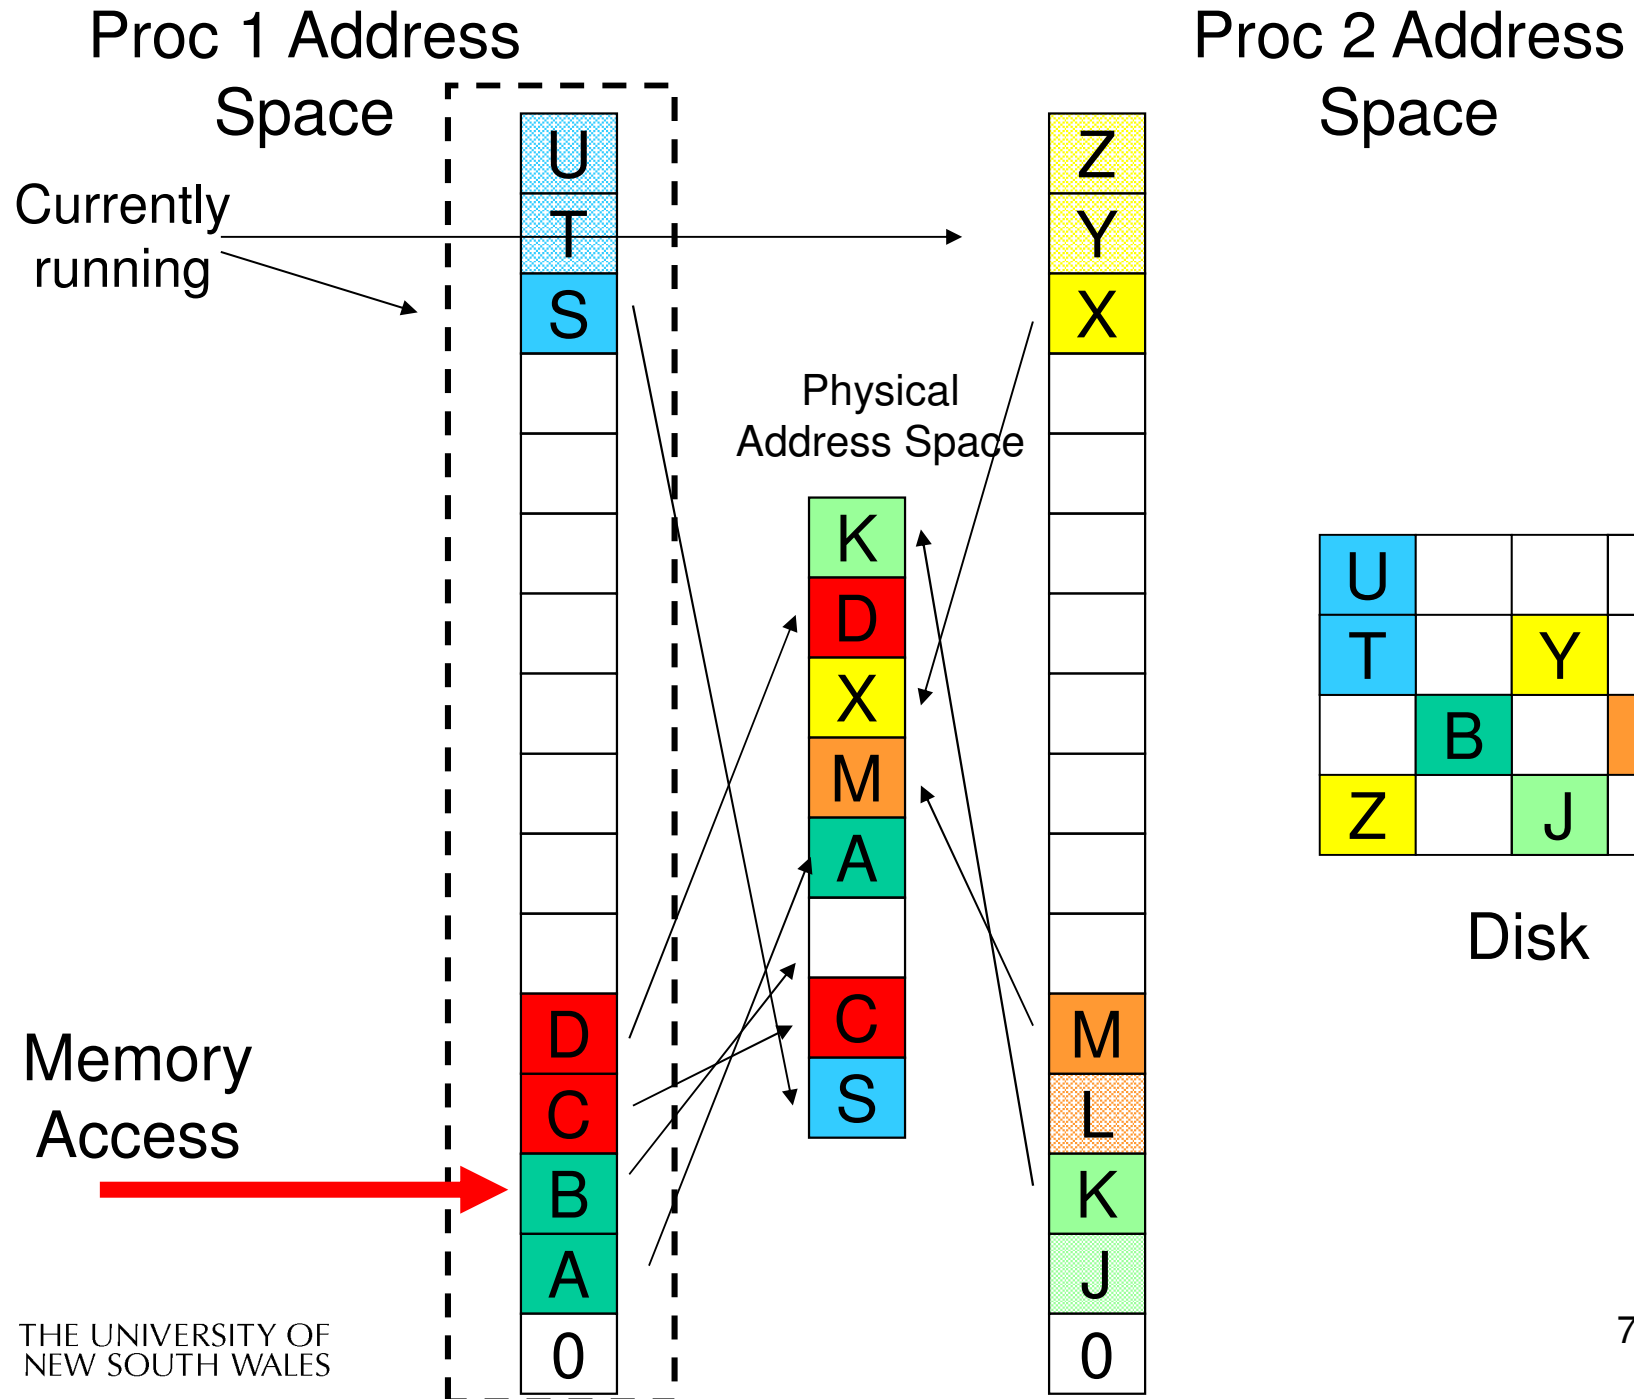 Proc 1 Address
Space
Proc 2 Address
Space
Currently
running
U
T
S
D
C
B
A
0
Physical
Address Space
K
D
X
M
A
C
S
Z
Y
X
M
L
K
J
0
U
T Y
B
Z J
Disk
Memory
Access
THE UNIVERSITY OF
NEW SOUTH WALES
7